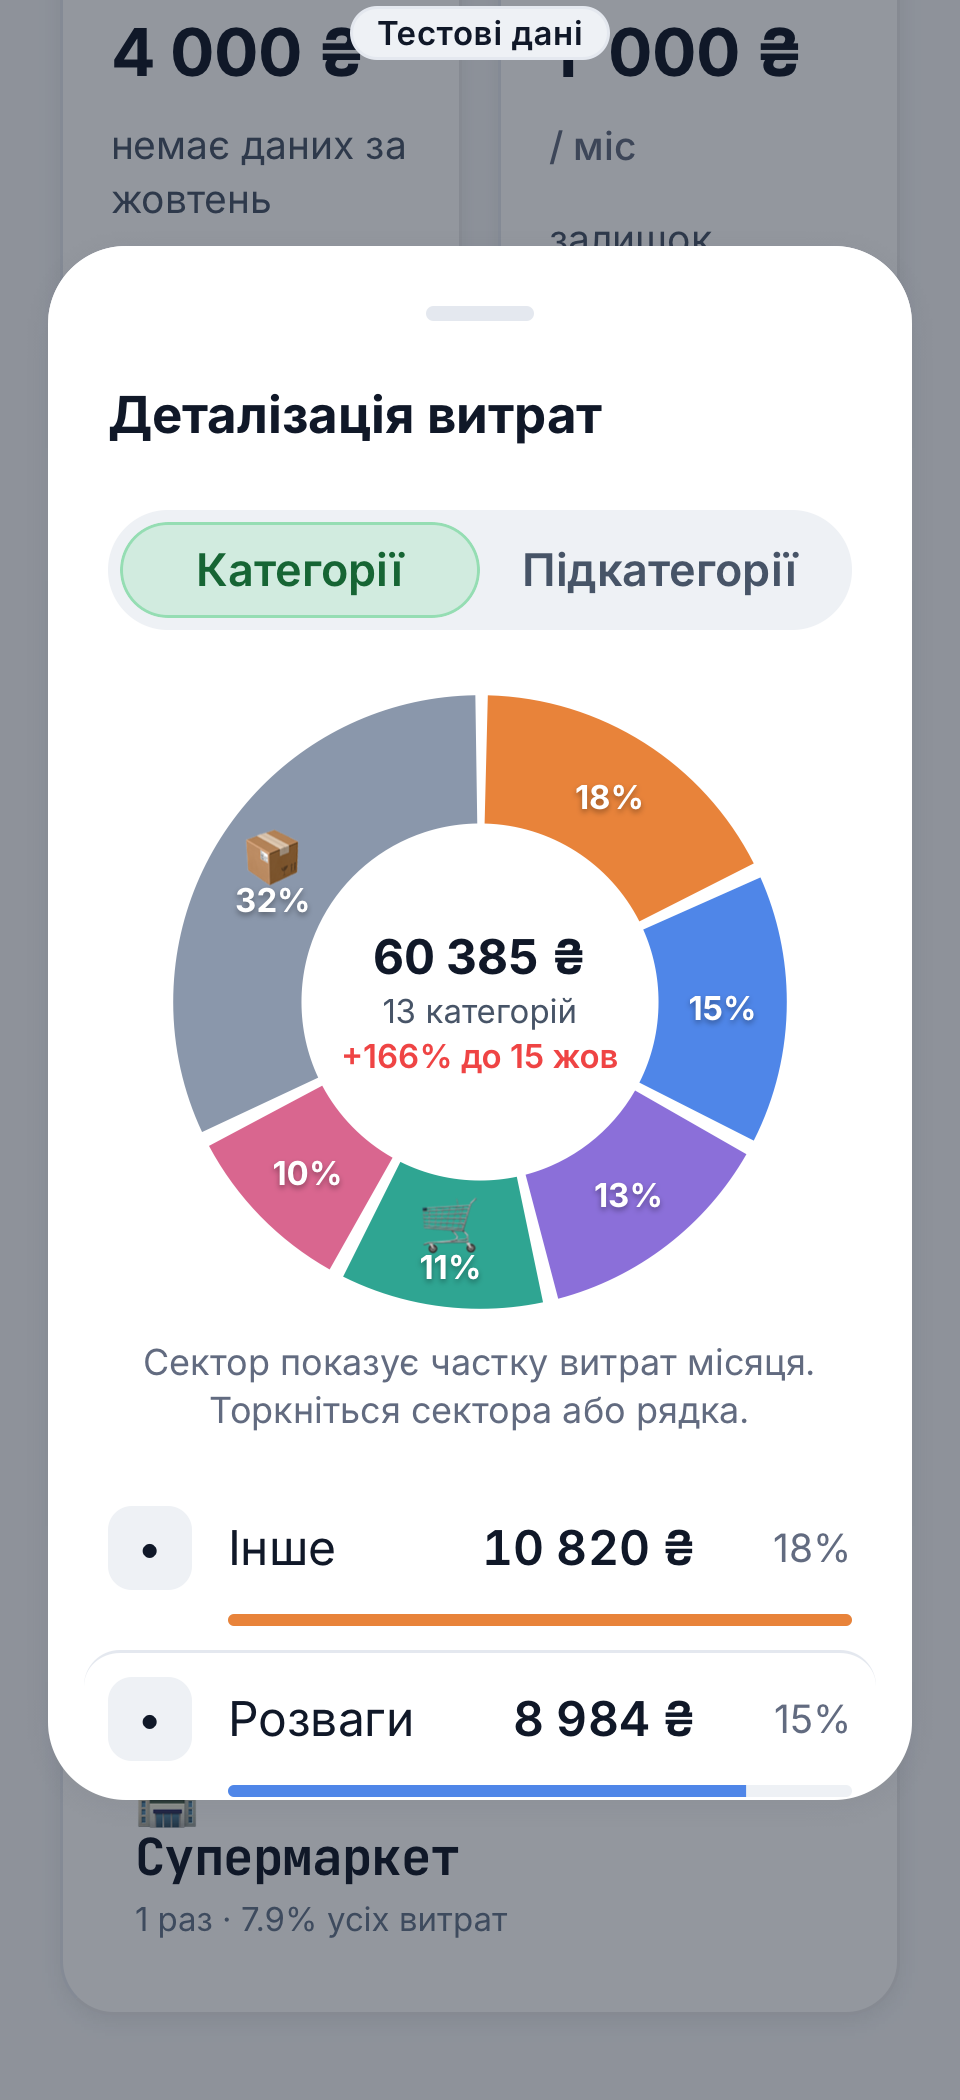 Тестові дані
4 000 ₴
000 ₴
немає даних за
жовтень
/ міс
залишок
Деталізація витрат
Категорії
Підкатегорії
18%
32%
15%
60 385 ₴
13 категорій
+166% до 15 жов
10%
13%
11%
Сектор показує частку витрат місяця.
Торкніться сектора або рядка.
Інше 10 820 ₴ 18%
Розваги 8 984 ₴ 15%
Супермаркет
1 раз · 7.9% усіх витрат